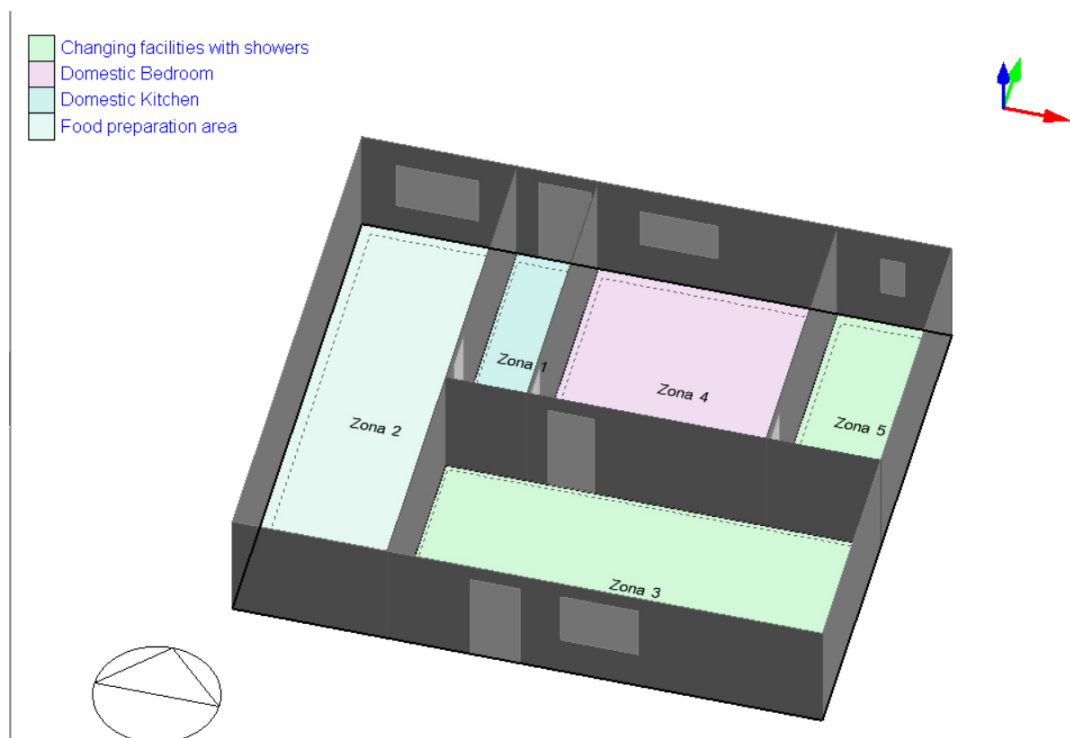 Changing facilities with showers
Domestic Bedroom
Domestic Kitchen
Food preparation area
Zona 1
Zona 4
Zona 2
Zona 5
Zona 3